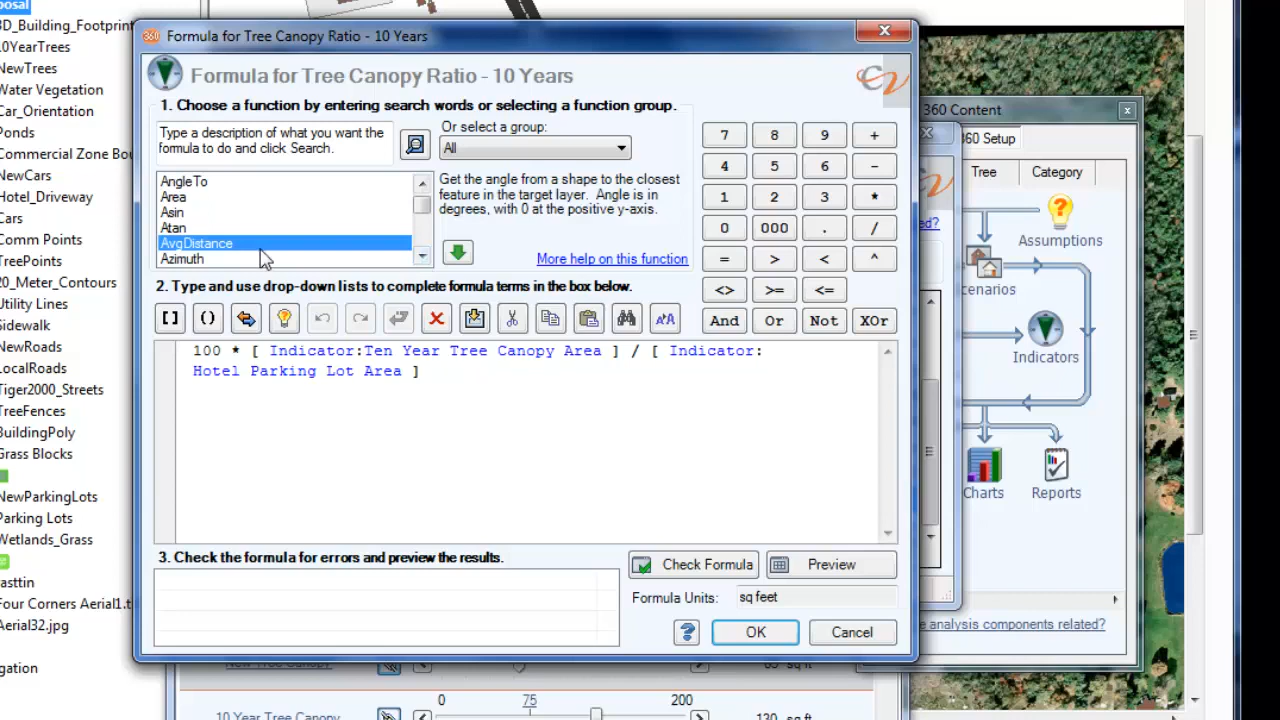 posal
3D_Building_Footprint
10YearTrees
NewTrees
Water Vegetation
Car_Orientation
Ponds
Commercial Zone Bou
NewCars
Hotel_Driveway
Cars
Comm Points
TreePoints
20_Meter_Contours
Utility Lines
Sidewalk
NewRoads
LocalRoads
Tiger2000_Streets
TreeFences
BuildingPoly
Grass Blocks
NewParkingLots
Parking Lots
Wetlands_Grass
asttin
Four Corners Aerial1.t
Aerial32.jpg
gation
360 Formula for Tree Canopy Ratio - 10 Years
Formula for Tree Canopy Ratio - 10 Years
1. Choose a function by entering search words or selecting a function group.
Type a description of what you want the
formula to do and click Search.
Or select a group:
All
AngleTo
Area
Asin
Atan
AvgDistance
Azimuth
Get the angle from a shape to the closest
feature in the target layer. Angle is in
degrees, with 0 at the positive y-axis.
More help on this function
7 8 9 +
4 5 6 -
1 2 3 *
0 000 . /
= > < ^
<> >= <=
And Or Not XOr
2. Type and use drop-down lists to complete formula terms in the box below.
[] ()
100 * [ Indicator:Ten Year Tree Canopy Area ] / [ Indicator:
Hotel Parking Lot Area ]
3. Check the formula for errors and preview the results.
Check Formula Preview
Formula Units: sq feet
? OK Cancel
360 Content
360 Setup
Tree Category
d?
Assumptions
cenarios
Indicators
Charts Reports
e analysis components related?
New Tree Canopy 65 sq ft
0 75 200
10 Year Tree Canopy 130 sq ft